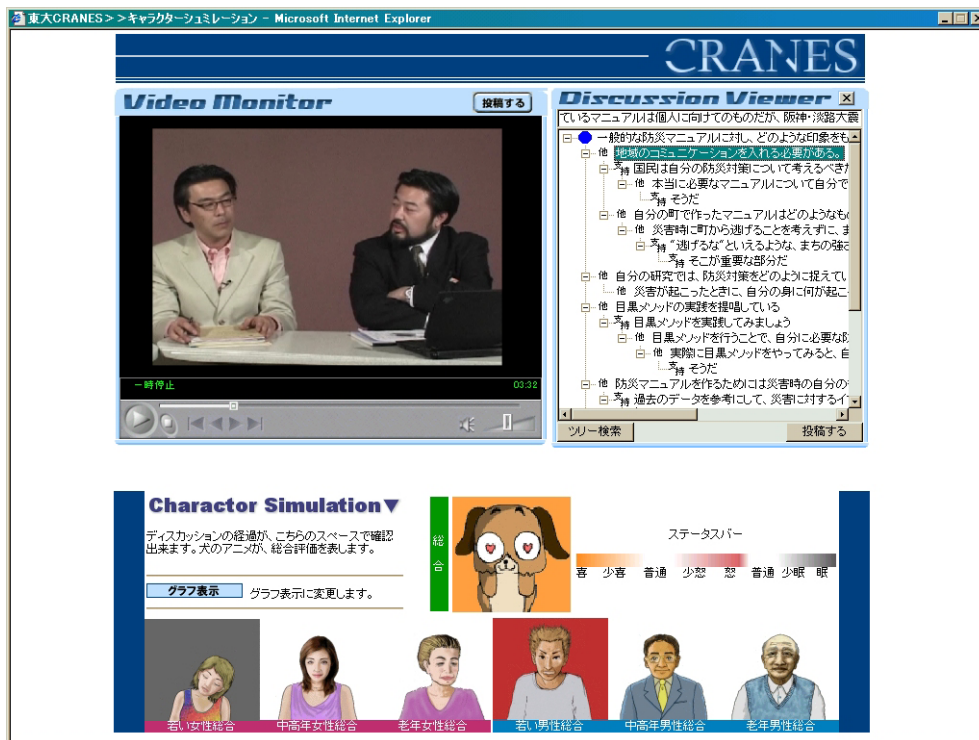 東大CRANES>>キャラクターシュミレーション - Microsoft Internet Explorer
CRANES
Video Monitor
投稿する
一時停止
03:32
Discussion Viewer
ているマニュアルは個人に向けてのものだが、阪神・淡路大震
一般的な防災マニュアルに対し、どのような印象をも
他 地域のコミュニケーションを入れる必要がある。
支持 国民は自分の防災対策について考えるべきだ
他 本当に必要なマニュアルについて自分で
支持 そうだ
他 自分の町で作ったマニュアルはどのようなも
他 災害時に町から逃げることを考えずに、ま
支持 "逃げるな"といえるような、まちの強さ
支持 そこが重要な部分だ
他 自分の研究では、防災対策をどのように捉えてい
他 災害が起こったときに、自分の身に何が起こ
他 目黒メソッドの実践を提唱している
支持 目黒メソッドを実践してみましょう
他 目黒メソッドを行うことで、自分に必要な防
他 実際に目黒メソッドをやってみると、自
支持 そうだ
他 防災マニュアルを作るためには災害時の自分の
支持 過去のデータを参考にして、災害に対するイ
ツリー検索
投稿する
Charactor Simulation▼
ディスカッションの経過が、こちらのスペースで確認
出来ます。犬のアニメが、総合評価を表します。
グラフ表示
グラフ表示に変更します。
総合
ステータスバー
喜 少喜 普通 少怒 怒 普通 少眠 眠
若い女性総合
中高年女性総合
老年女性総合
若い男性総合
中高年男性総合
老年男性総合